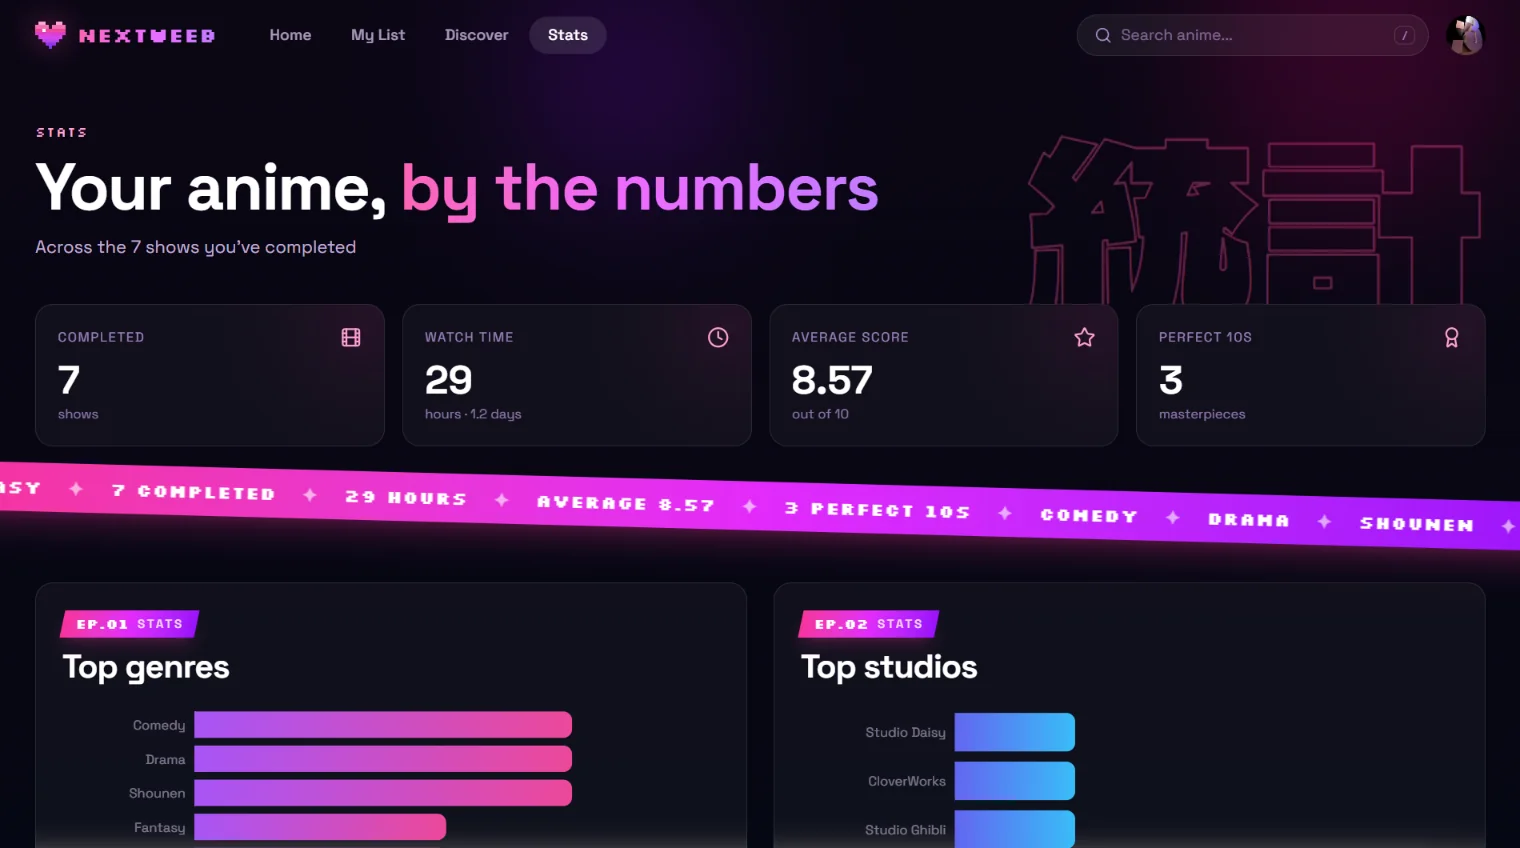 NEXTWEEB
Home
My List
Discover
Stats
Search anime...
/
STATS
Your anime, by the numbers
Across the 7 shows you've completed
統計
COMPLETED
7
shows
WATCH TIME
29
hours · 1.2 days
AVERAGE SCORE
8.57
out of 10
PERFECT 10S
3
masterpieces
ASY ✦ 7 COMPLETED ✦ 29 HOURS ✦ AVERAGE 8.57 ✦ 3 PERFECT 10S ✦ COMEDY ✦ DRAMA ✦ SHOUNEN ✦
EP.01 STATS
Top genres
Comedy
Drama
Shounen
Fantasy
EP.02 STATS
Top studios
Studio Daisy
CloverWorks
Studio Ghibli